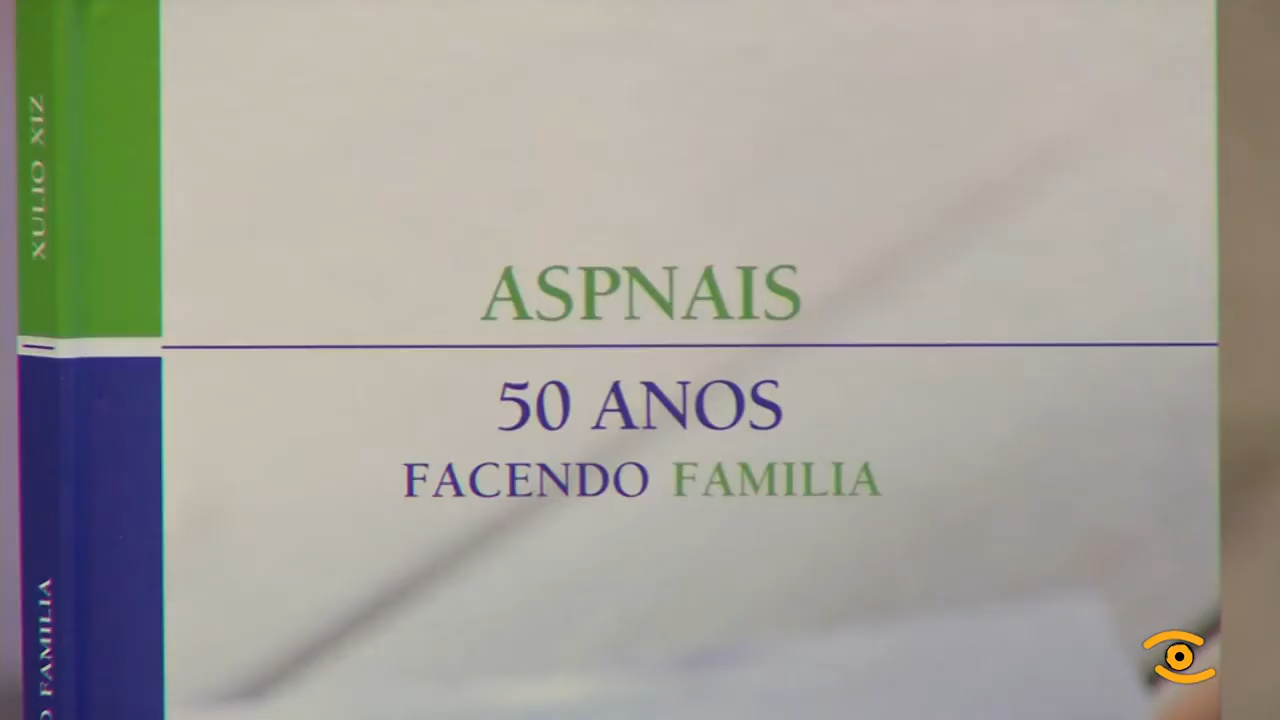 XULIO XIZ
ASPNAIS
50 ANOS
FACENDO FAMILIA
O FAMILIA